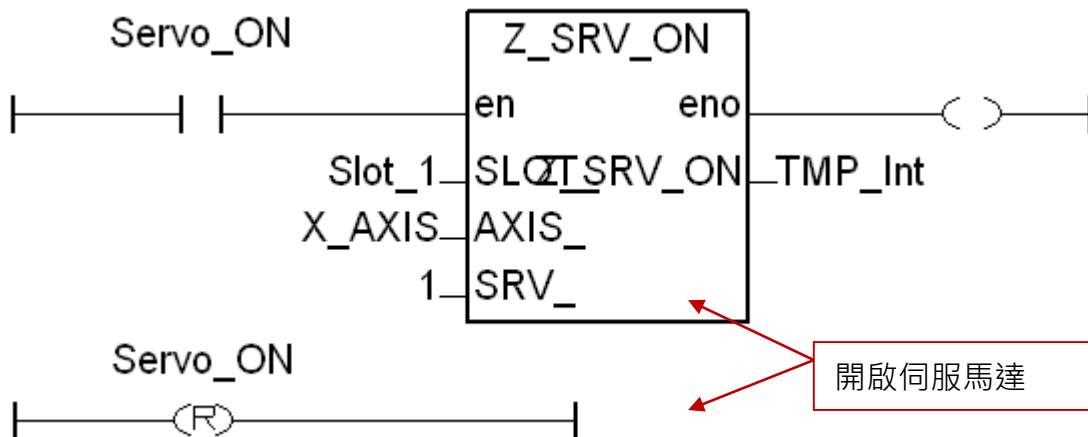 Servo_ON
Z_SRV_ON
en eno
Slot_1 SLOT_ Z_SRV_ON TMP_Int
X_AXIS AXIS_
1 SRV_
Servo_ON
R
開啟伺服馬達